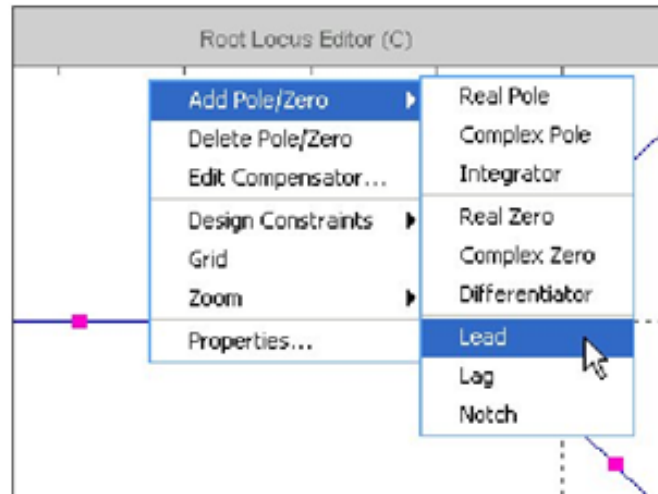 Root Locus Editor (C)
Add Pole/Zero
Delete Pole/Zero
Edit Compensator...
Design Constraints
Grid
Zoom
Properties...
Real Pole
Complex Pole
Integrator
Real Zero
Complex Zero
Differentiator
Lead
Lag
Notch